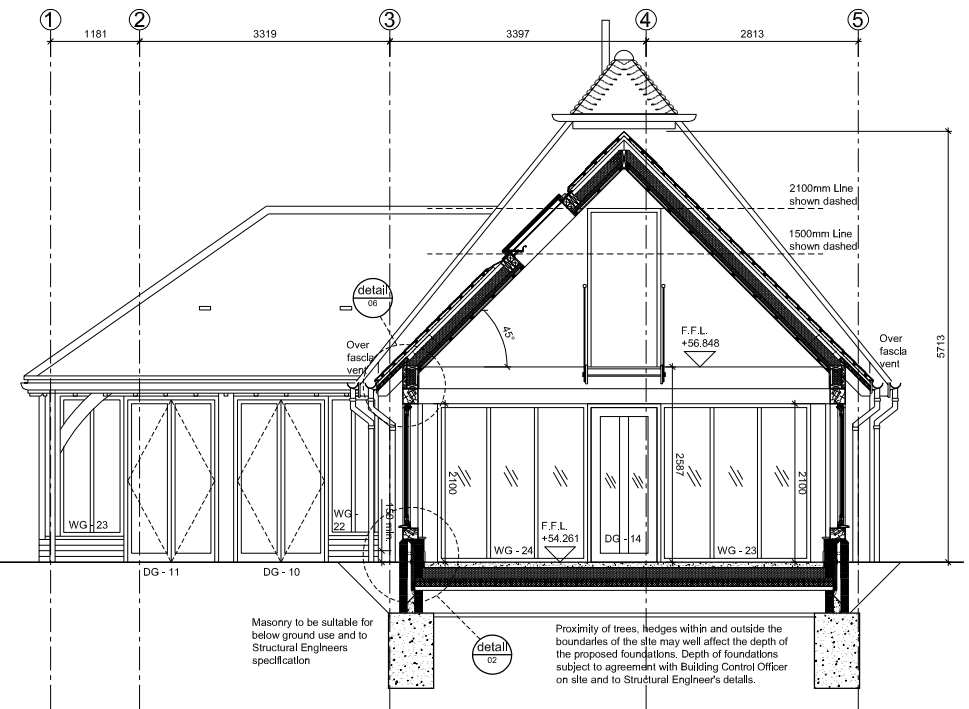 1 2 3 4 5
1181 3319 3397 2813
2100mm Line
shown dashed
1500mm Line
shown dashed
detail
06
45°
F.F.L.
+56.848
5713
Over
fascia
vent
Over
fascia
vent
2100
2587
2100
150 min.
WG - 23
WG -
22
F.F.L.
+54.261
WG - 24
DG - 14
WG - 23
DG - 11
DG - 10
Masonry to be suitable for
below ground use and to
Structural Engineers
specification
detail
02
Proximity of trees, hedges within and outside the
boundaries of the site may well affect the depth of
the proposed foundations. Depth of foundations
subject to agreement with Building Control Officer
on site and to Structural Engineer's details.